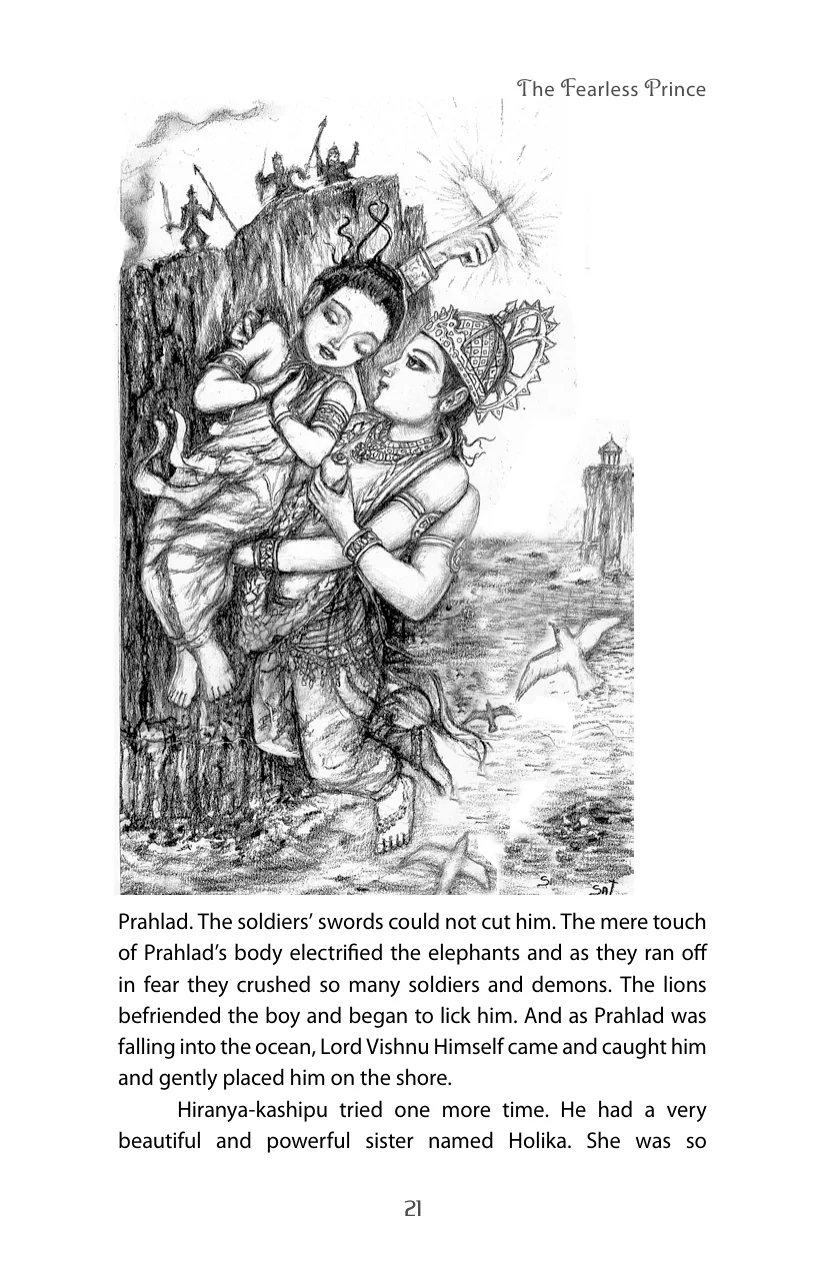 The Fearless Prince
Prahlad. The soldiers’ swords could not cut him. The mere touch
of Prahlad’s body electrified the elephants and as they ran off
in fear they crushed so many soldiers and demons. The lions
befriended the boy and began to lick him. And as Prahlad was
falling into the ocean, Lord Vishnu Himself came and caught him
and gently placed him on the shore.
Hiranya-kashipu tried one more time. He had a very
beautiful and powerful sister named Holika. She was so
21